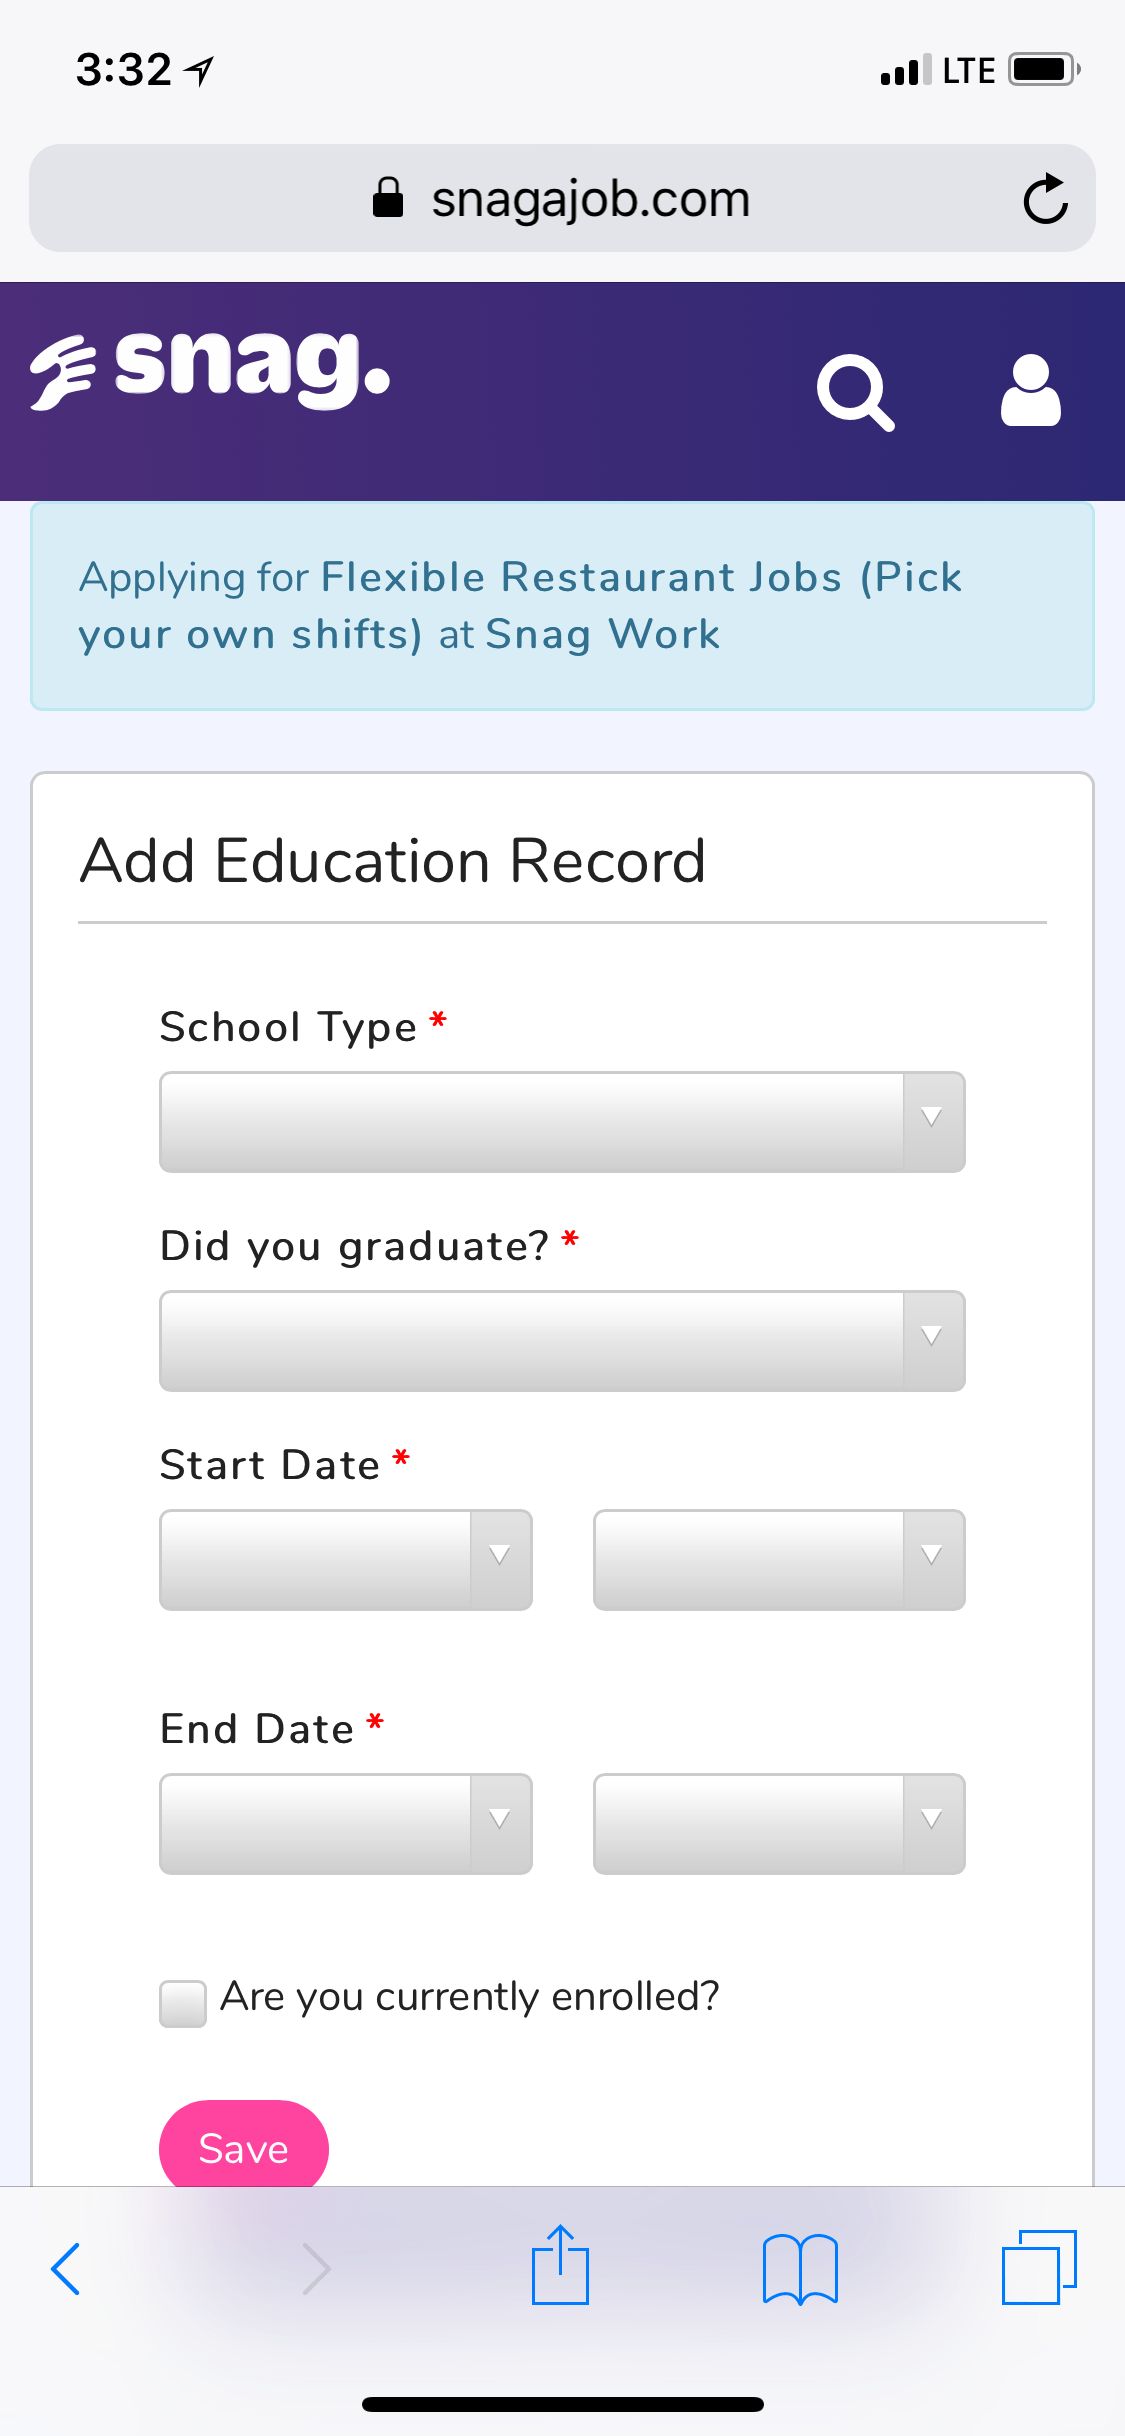 3:32 LTE
snagajob.com
snag.
Applying for Flexible Restaurant Jobs (Pick
your own shifts) at Snag Work
Add Education Record
School Type *
Did you graduate? *
Start Date *
End Date *
Are you currently enrolled?
Save